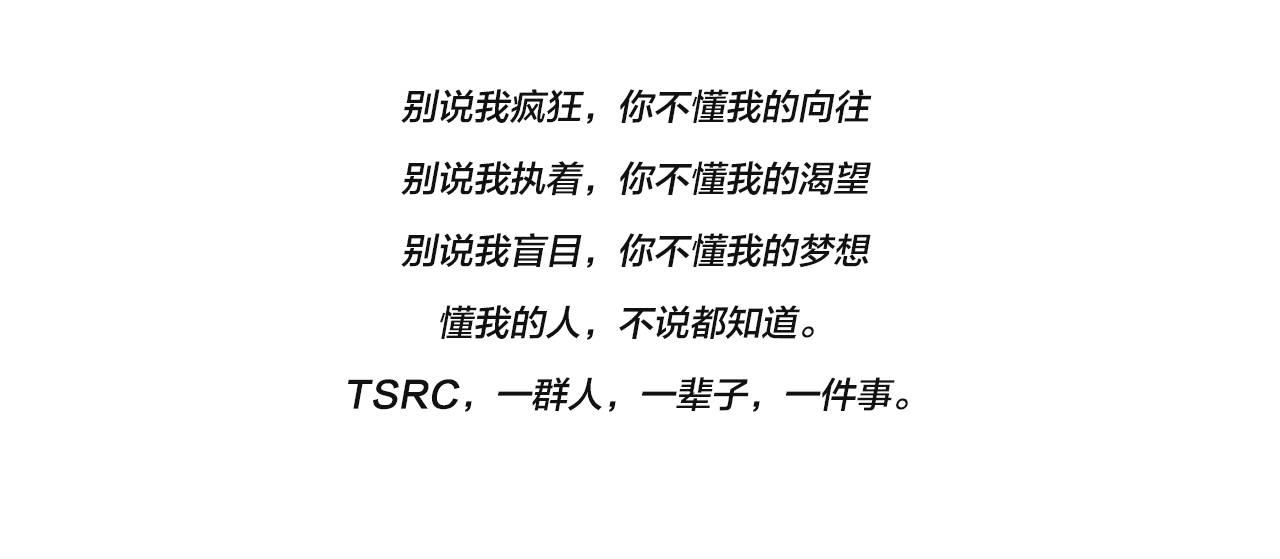 别说我疯狂，你不懂我的向往
别说我执着，你不懂我的渴望
别说我盲目，你不懂我的梦想
懂我的人，不说都知道。
TSRC，一群人，一辈子，一件事。